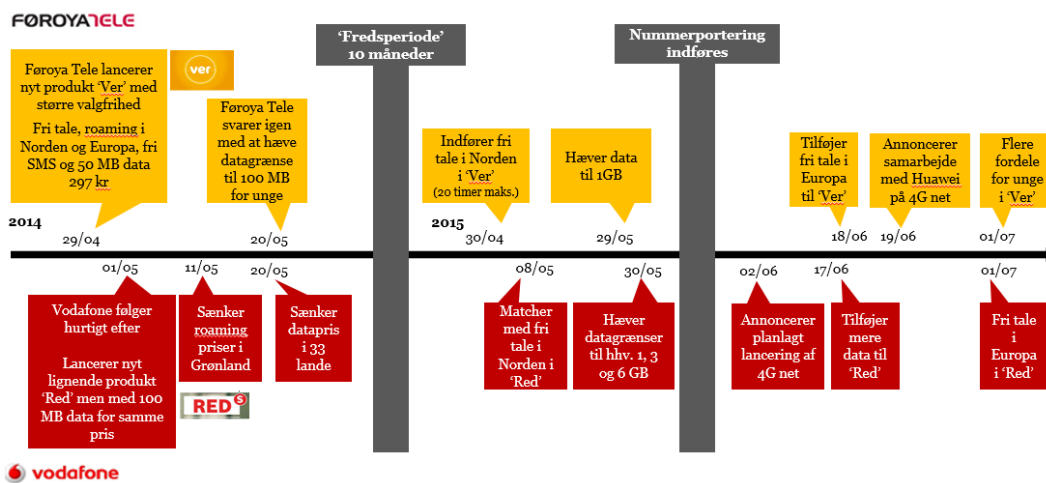 FØROYATELE
'Fredsperiode'
10 måneder
Nummerportering
indføres
Føroya Tele lancerer
nyt produkt 'Ver' med
større valgfrihed
Fri tale, roaming i
Norden og Europa, fri
SMS og 50 MB data
297 kr
ver
Føroya Tele
svarer igen
med at hæve
datagrænse
til 100 MB
for unge
Indfører fri
tale i Norden
i 'Ver'
(20 timer maks.)
Hæver data
til 1GB
Tilføjer
fri tale i
Europa
til 'Ver'
Annoncerer
samarbejde
med Huawei
på 4G net
Flere
fordele
for unge
i 'Ver'
2014
2015
29/04
20/05
30/04
29/05
18/06
19/06
01/07
01/05
11/05
20/05
08/05
30/05
02/06
17/06
01/07
Vodafone følger
hurtigt efter
Lancerer nyt
lignende produkt
'Red' men med 100
MB data for samme
pris
Sænker
roaming
priser i
Grønland
RED S
Sænker
datapris
i 33
lande
Matcher
med fri
tale i
Norden i
'Red'
Hæver
datagrænser
til hhv. 1, 3
og 6 GB
Annoncerer
planlagt
lancering af
4G net
Tilføjer
mere
data til
'Red'
Fri tale
i
Europa
i 'Red'
vodafone